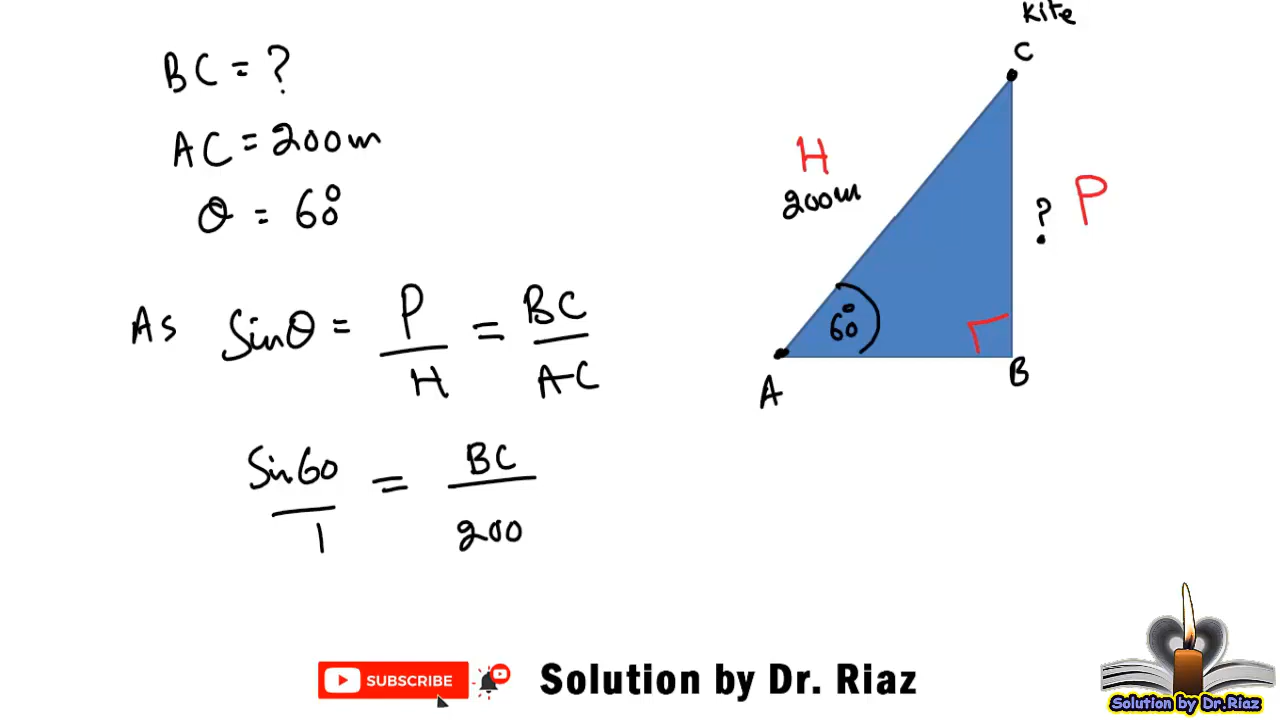 BC = ?
AC = 200m
θ = 60°
As Sinθ = P/H = BC/AC
Sin60/1 = BC/200
Kite
C
H
200m
?
P
60°
A
B
SUBSCRIBE
Solution by Dr. Riaz
Solution by Dr.Riaz